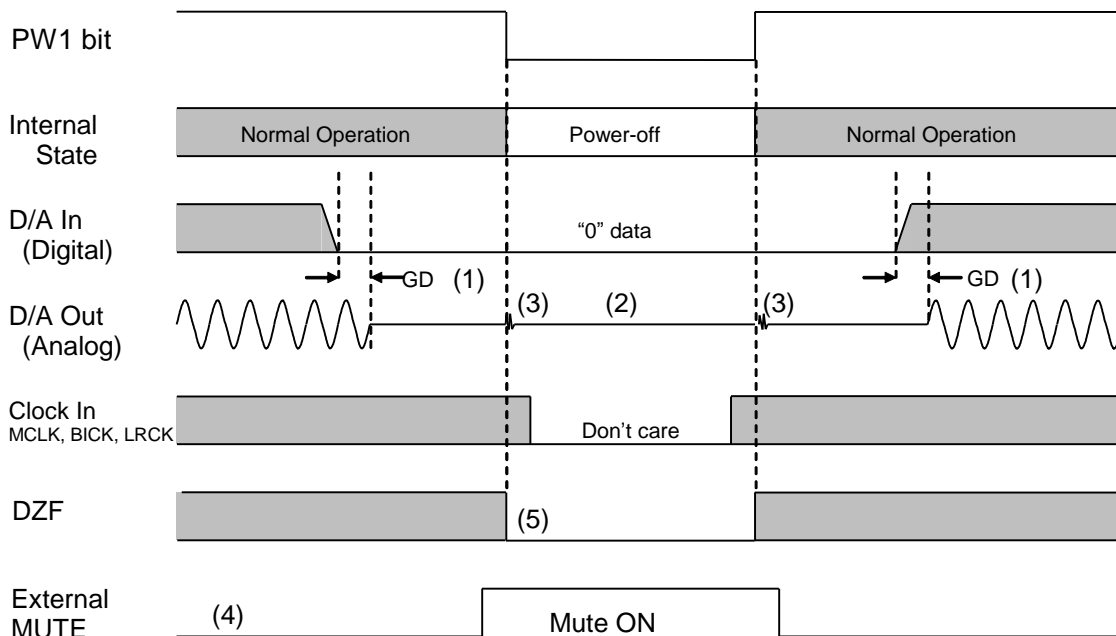 PW1 bit
Internal
State
Normal Operation
Power-off
Normal Operation
D/A In
(Digital)
“0” data
GD
(1)
GD
(1)
D/A Out
(Analog)
(3)
(2)
(3)
Clock In
MCLK, BICK, LRCK
Don’t care
DZF
(5)
External
MUTE
(4)
Mute ON